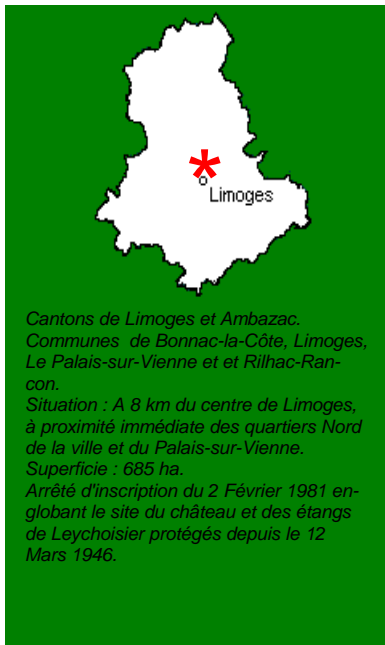 *
Limoges
Cantons de Limoges et Ambazac.
Communes de Bonnac-la-Côte, Limoges,
Le Palais-sur-Vienne et et Rilhac-Ran-
con.
Situation : A 8 km du centre de Limoges,
à proximité immédiate des quartiers Nord
de la ville et du Palais-sur-Vienne.
Superficie : 685 ha.
Arrêté d'inscription du 2 Février 1981 en-
globant le site du château et des étangs
de Leychoisier protégés depuis le 12
Mars 1946.